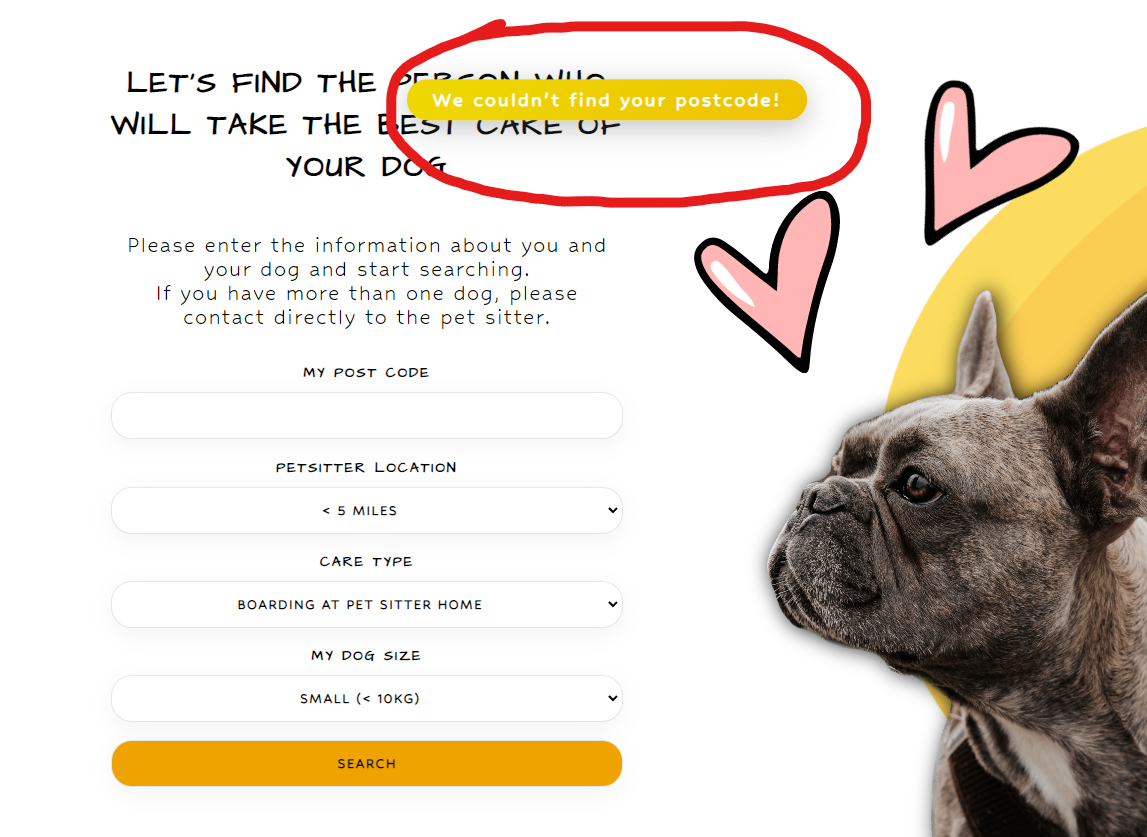 LET'S FIND THE PERSON WHO
We couldn't find your postcode!
WILL TAKE THE BEST CARE OF
YOUR DOG
Please enter the information about you and
your dog and start searching.
If you have more than one dog, please
contact directly to the pet sitter.
MY POST CODE
PETSITTER LOCATION
< 5 MILES
CARE TYPE
BOARDING AT PET SITTER HOME
MY DOG SIZE
SMALL (< 10KG)
SEARCH